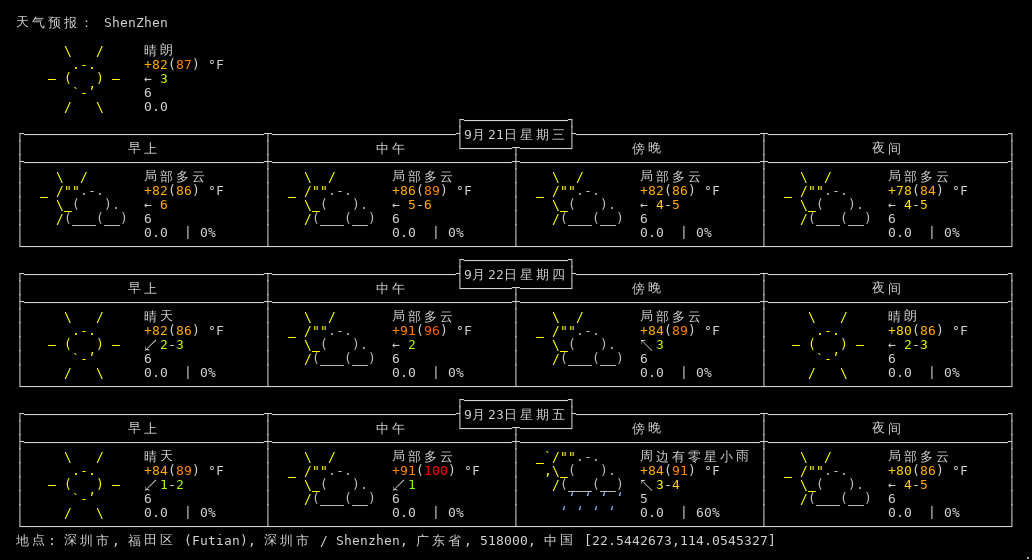 天气预报： ShenZhen
晴朗
+82(87) °F
← 3
6
0.0
9月21日星期三
早上 中午 傍晚 夜间
局部多云 局部多云 局部多云 局部多云
+82(86) °F +86(89) °F +82(86) °F +78(84) °F
← 6 ← 5-6 ← 4-5 ← 4-5
6 6 6 6
0.0 | 0% 0.0 | 0% 0.0 | 0% 0.0 | 0%
9月22日星期四
早上 中午 傍晚 夜间
晴天 局部多云 局部多云 晴朗
+82(86) °F +91(96) °F +84(89) °F +80(86) °F
↙ 2-3 ← 2 ↖ 3 ← 2-3
6 6 6 6
0.0 | 0% 0.0 | 0% 0.0 | 0% 0.0 | 0%
9月23日星期五
早上 中午 傍晚 夜间
晴天 局部多云 周边有零星小雨 局部多云
+84(89) °F +91(100) °F +84(91) °F +80(86) °F
↙ 1-2 ↙ 1 ↖ 3-4 ← 4-5
6 6 5 6
0.0 | 0% 0.0 | 0% 0.0 | 60% 0.0 | 0%
地点: 深圳市, 福田区 (Futian), 深圳市 / Shenzhen, 广东省, 518000, 中国 [22.5442673,114.0545327]